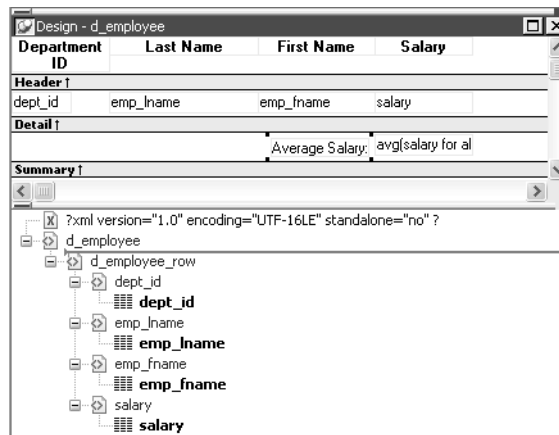 Design - d_employee
Department ID Last Name First Name Salary
Header ↑
dept_id emp_lname emp_fname salary
Detail ↑
Average Salary: avg(salary for al
Summary ↑
?xml version="1.0" encoding="UTF-16LE" standalone="no" ?
d_employee
d_employee_row
dept_id
dept_id
emp_lname
emp_lname
emp_fname
emp_fname
salary
salary